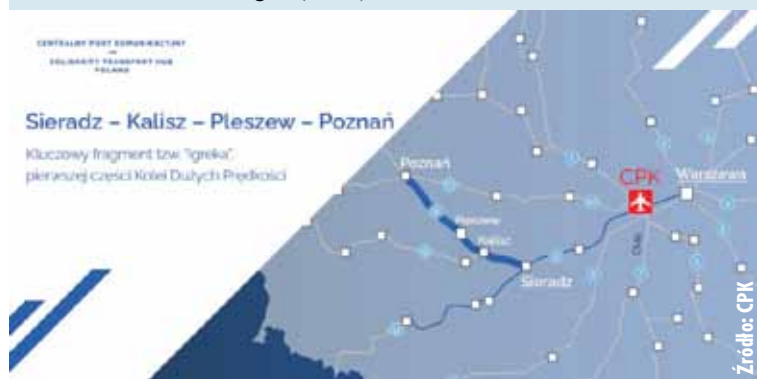 CENTRALNY PORT KOMUNIKACYJNY
SOLIDARITY TRANSPORT HUB
POLAND
Sieradz – Kalisz – Pleszew – Poznań
Kluczowy fragment tzw. "igreka",
pierwszej części Kolei Dużych Prędkości
Poznań
Pleszew
Kalisz
Sieradz
CPK
Warszawa
Źródło: CPK